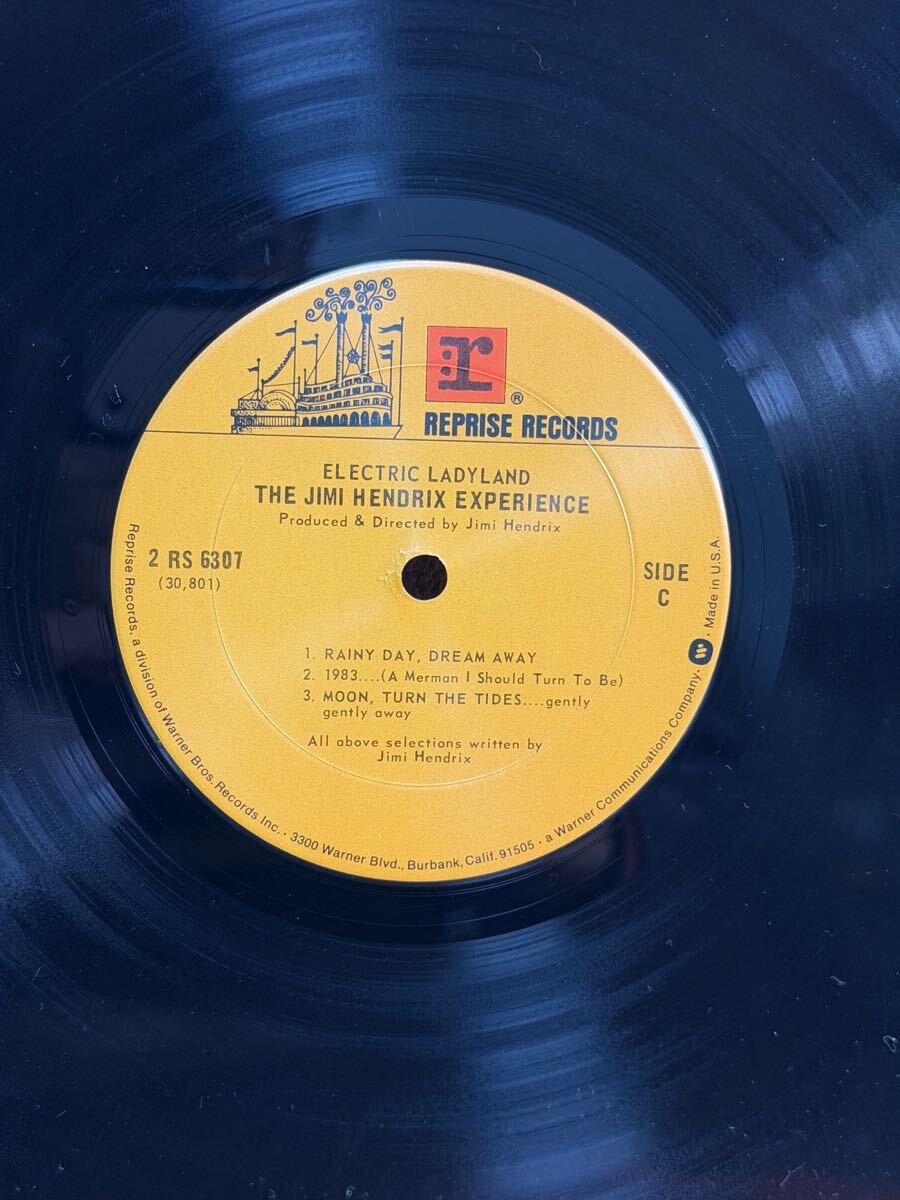 :r
®
REPRISE RECORDS
ELECTRIC LADYLAND
THE JIMI HENDRIX EXPERIENCE
Produced & Directed by Jimi Hendrix
2 RS 6307
(30,801)
SIDE
C
1. RAINY DAY, DREAM AWAY
2. 1983....(A Merman I Should Turn To Be)
3. MOON, TURN THE TIDES....gently
gently away
All above selections written by
Jimi Hendrix
Reprise Records, a division of Warner Bros. Records Inc. · 3300 Warner Blvd., Burbank, Calif. 91505 · a Warner Communications Company · Made in U.S.A.